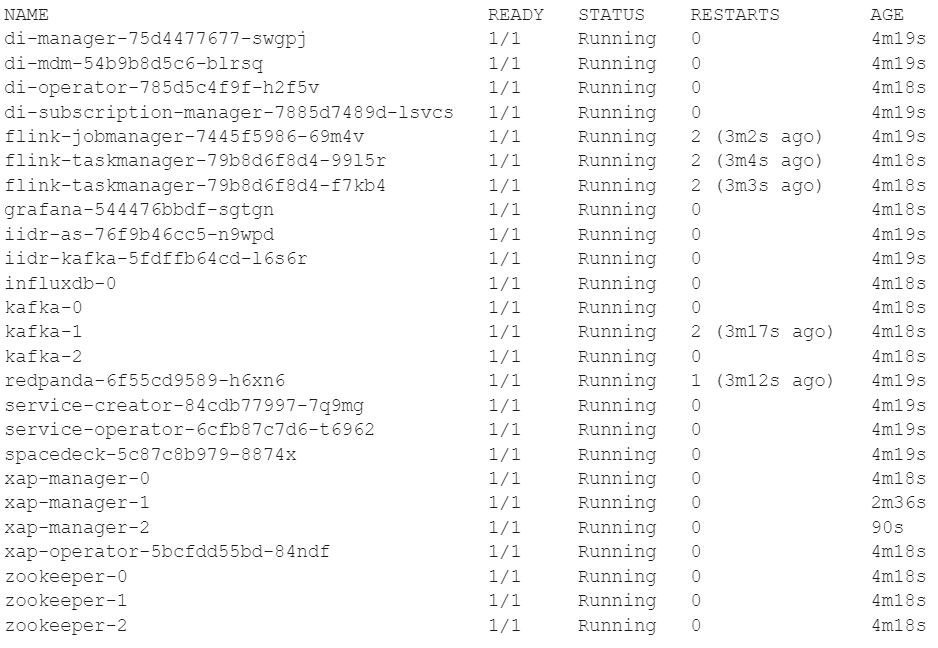 NAME READY STATUS RESTARTS AGE
di-manager-75d4477677-swgpj 1/1 Running 0 4m19s
di-mdm-54b9b8d5c6-blrsq 1/1 Running 0 4m19s
di-operator-785d5c4f9f-h2f5v 1/1 Running 0 4m18s
di-subscription-manager-7885d7489d-lsvcs 1/1 Running 0 4m19s
flink-jobmanager-7445f5986-69m4v 1/1 Running 2 (3m2s ago) 4m19s
flink-taskmanager-79b8d6f8d4-99l5r 1/1 Running 2 (3m4s ago) 4m18s
flink-taskmanager-79b8d6f8d4-f7kb4 1/1 Running 2 (3m3s ago) 4m18s
grafana-544476bbdf-sgtgn 1/1 Running 0 4m18s
iidr-as-76f9b46cc5-n9wpd 1/1 Running 0 4m19s
iidr-kafka-5fdffb64cd-l6s6r 1/1 Running 0 4m19s
influxdb-0 1/1 Running 0 4m18s
kafka-0 1/1 Running 0 4m18s
kafka-1 1/1 Running 2 (3m17s ago) 4m18s
kafka-2 1/1 Running 0 4m18s
redpanda-6f55cd9589-h6xn6 1/1 Running 1 (3m12s ago) 4m19s
service-creator-84cdb77997-7q9mg 1/1 Running 0 4m19s
service-operator-6cfb87c7d6-t6962 1/1 Running 0 4m19s
spacedeck-5c87c8b979-8874x 1/1 Running 0 4m19s
xap-manager-0 1/1 Running 0 4m18s
xap-manager-1 1/1 Running 0 2m36s
xap-manager-2 1/1 Running 0 90s
xap-operator-5bcfdd55bd-84ndf 1/1 Running 0 4m18s
zookeeper-0 1/1 Running 0 4m18s
zookeeper-1 1/1 Running 0 4m18s
zookeeper-2 1/1 Running 0 4m18s